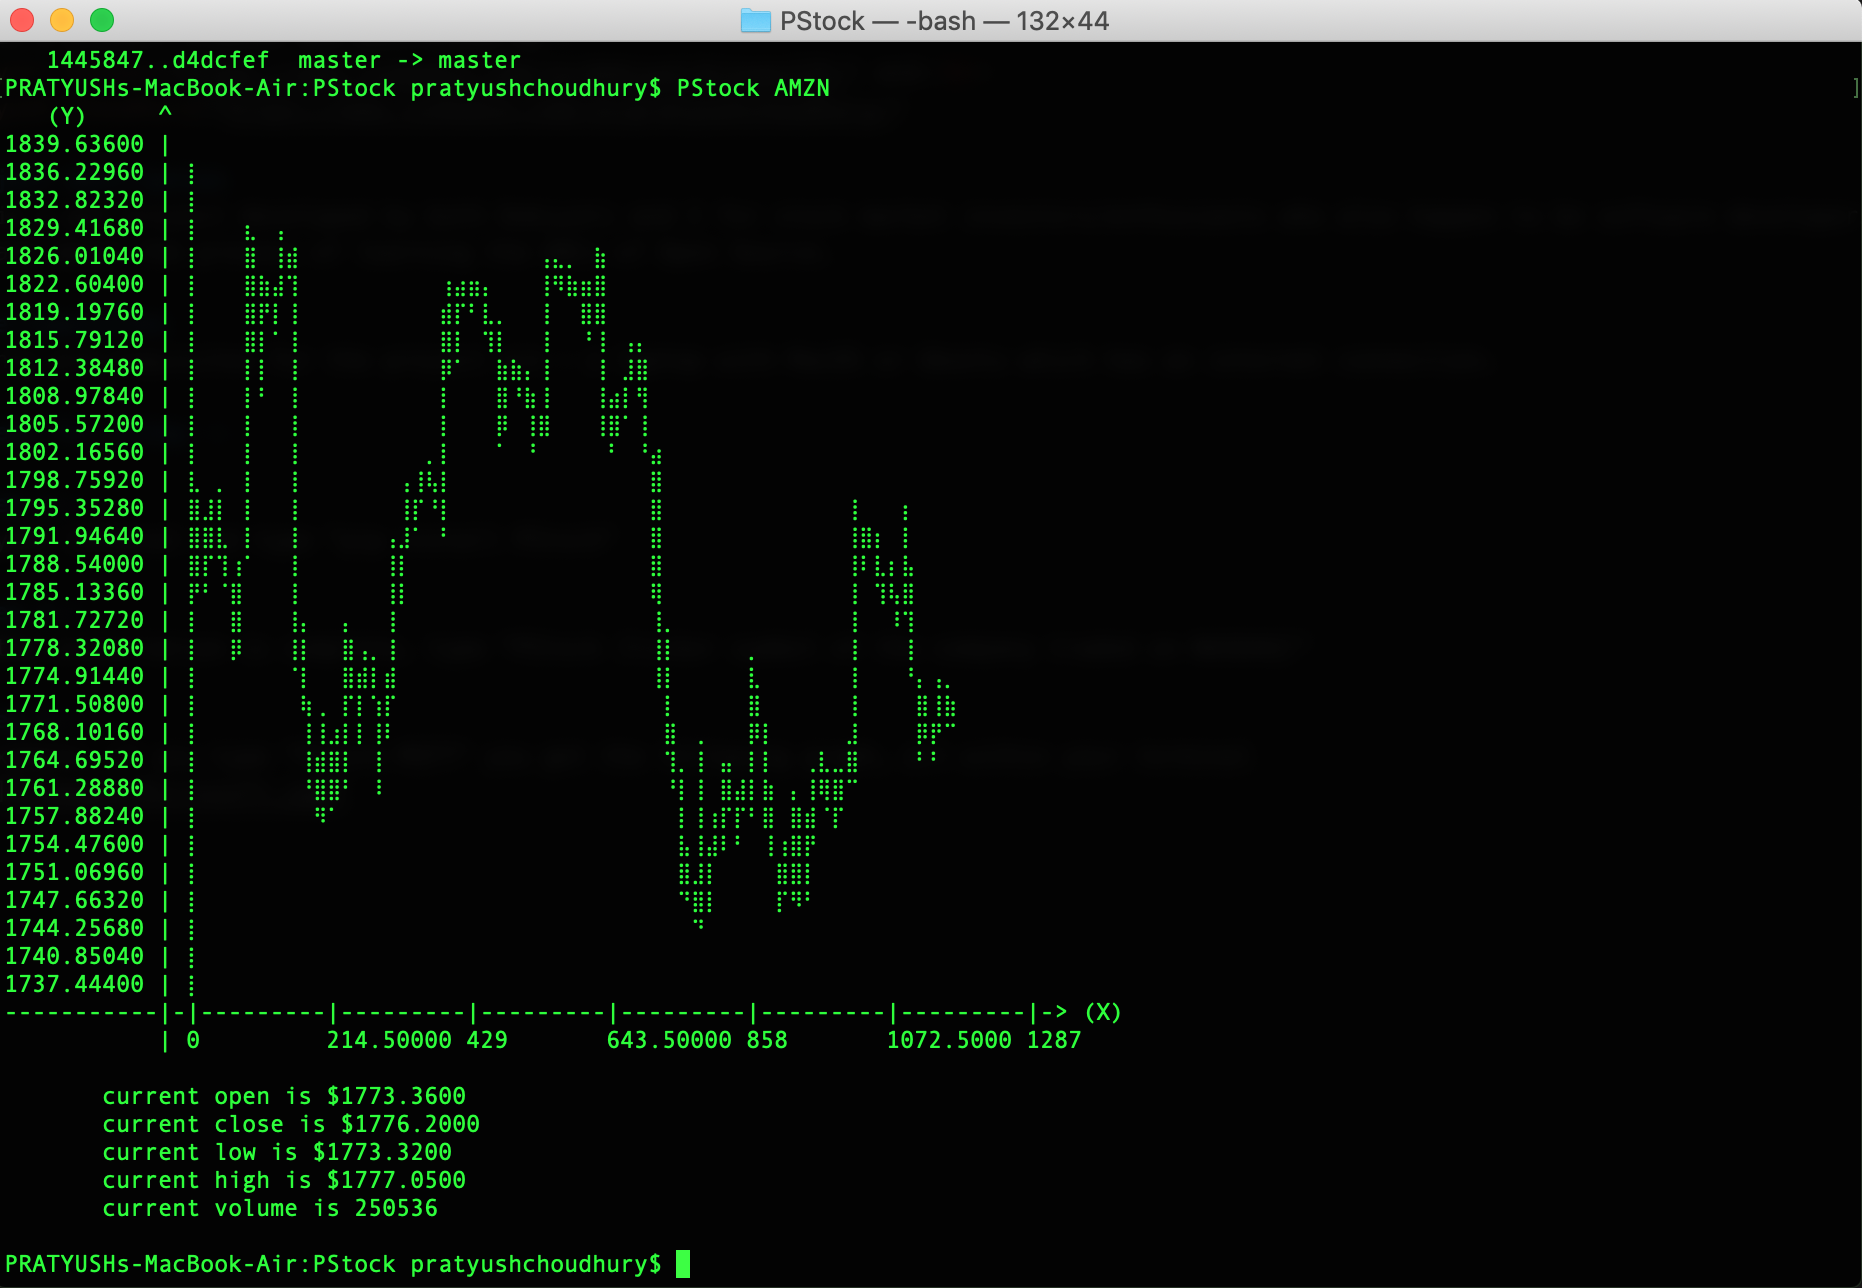 PStock — -bash — 132×44
1445847..d4dcfef  master -> master
[PRATYUSHs-MacBook-Air:PStock pratyushchoudhury$ PStock AMZN ]
(Y) ^
1839.63600 |
1836.22960 |
1832.82320 |
1829.41680 |
1826.01040 |
1822.60400 |
1819.19760 |
1815.79120 |
1812.38480 |
1808.97840 |
1805.57200 |
1802.16560 |
1798.75920 |
1795.35280 |
1791.94640 |
1788.54000 |
1785.13360 |
1781.72720 |
1778.32080 |
1774.91440 |
1771.50800 |
1768.10160 |
1764.69520 |
1761.28880 |
1757.88240 |
1754.47600 |
1751.06960 |
1747.66320 |
1744.25680 |
1740.85040 |
1737.44400 |
-----------|-|---------|---------|---------|---------|---------|---------|-> (X)
| 0 214.50000 429 643.50000 858 1072.5000 1287
current open is $1773.3600
current close is $1776.2000
current low is $1773.3200
current high is $1777.0500
current volume is 250536
PRATYUSHs-MacBook-Air:PStock pratyushchoudhury$